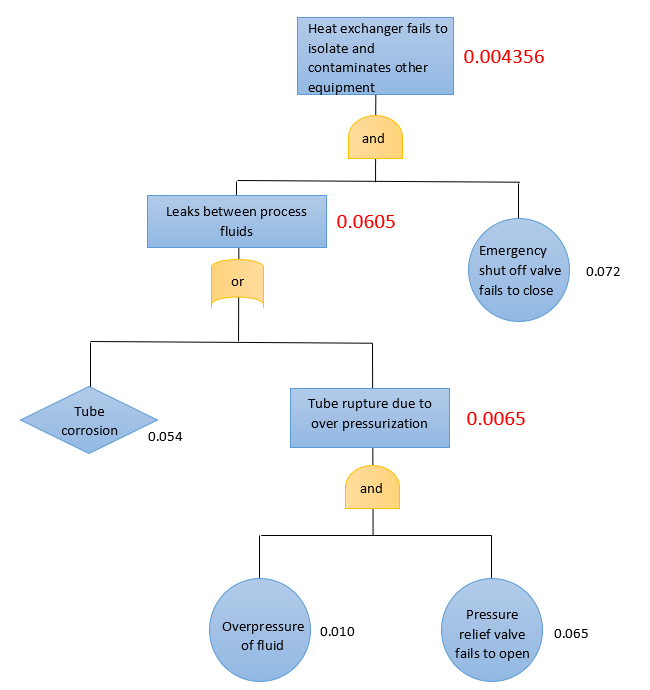 Heat exchanger fails to
isolate and
contaminates other
equipment
0.004356
and
Leaks between process
fluids
0.0605
Emergency
shut off valve
fails to close
0.072
or
Tube
corrosion
0.054
Tube rupture due to
over pressurization
0.0065
and
Overpressure
of fluid
0.010
Pressure
relief valve
fails to open
0.065